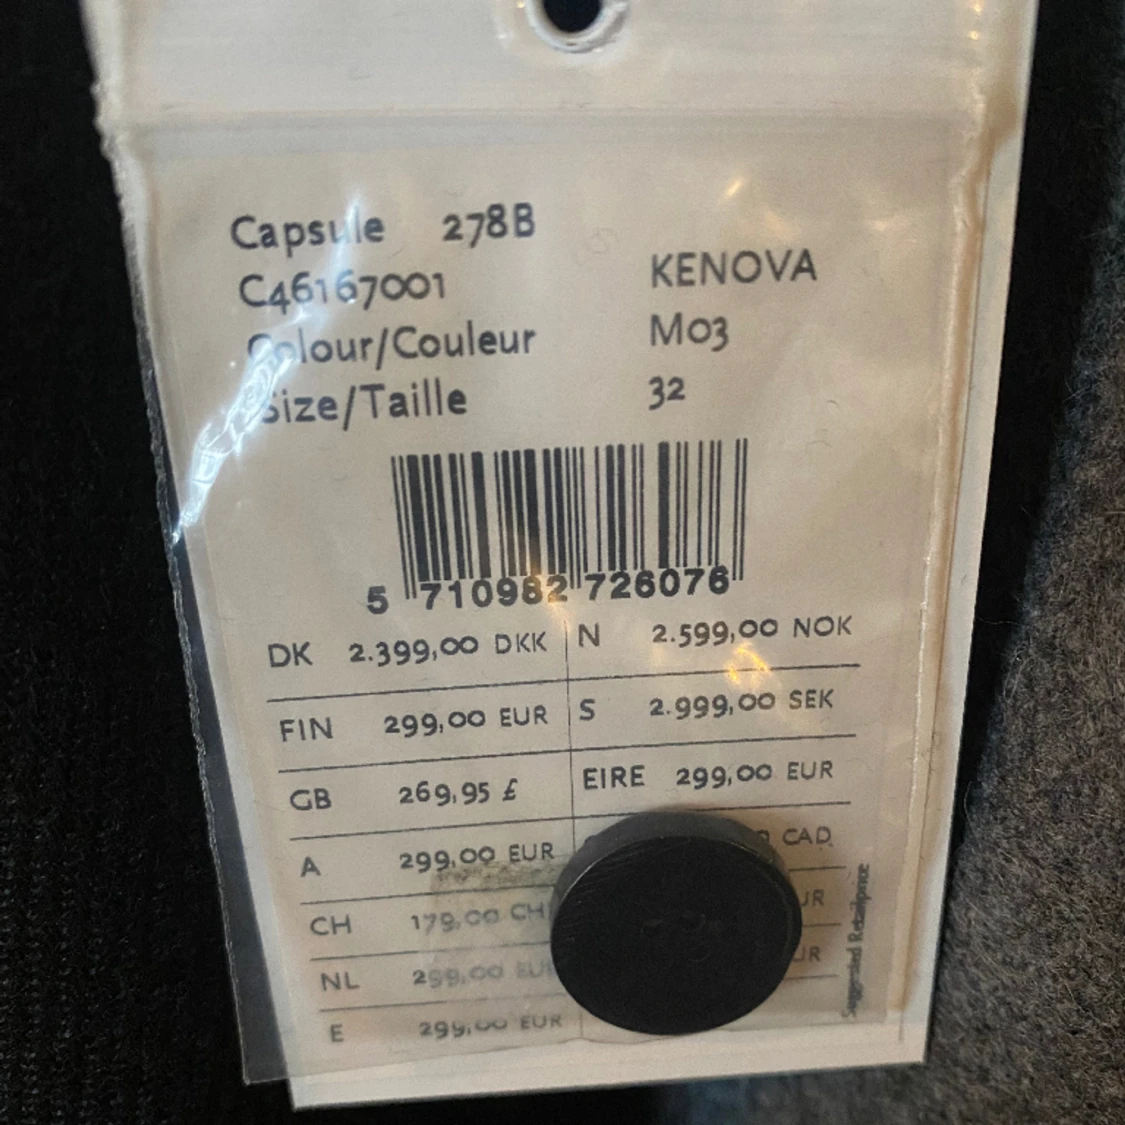 Capsule 278B
C46167001 KENOVA
Colour/Couleur M03
Size/Taille 32
5 710982 726076
DK 2.399,00 DKK N 2.599,00 NOK
FIN 299,00 EUR S 2.999,00 SEK
GB 269,95 £ EIRE 299,00 EUR
A 299,00 EUR CAD
CH 179,00 CH
NL 299,00 EUR
E 299,00 EUR
Suggested Retailprice